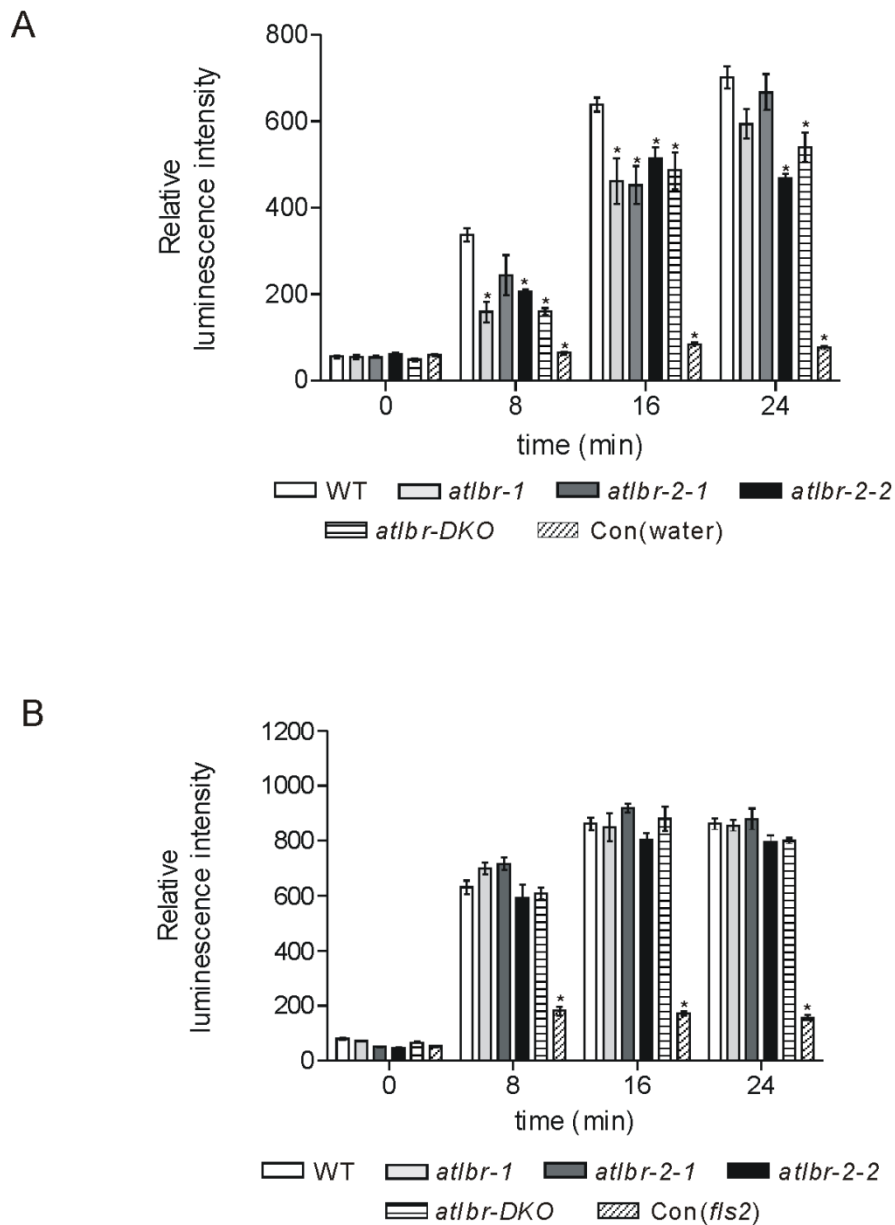 A
Relative
luminescence intensity
800
600
400
200
0
* * * *
* * * * * *
* * * * *
0 8 16 24
time (min)
WT atlbr-1 atlbr-2-1 atlbr-2-2
atlbr-DKO Con(water)
B
Relative
luminescence intensity
1200
1000
800
600
400
200
0
* * *
0 8 16 24
time (min)
WT atlbr-1 atlbr-2-1 atlbr-2-2
atlbr-DKO Con(fls2)